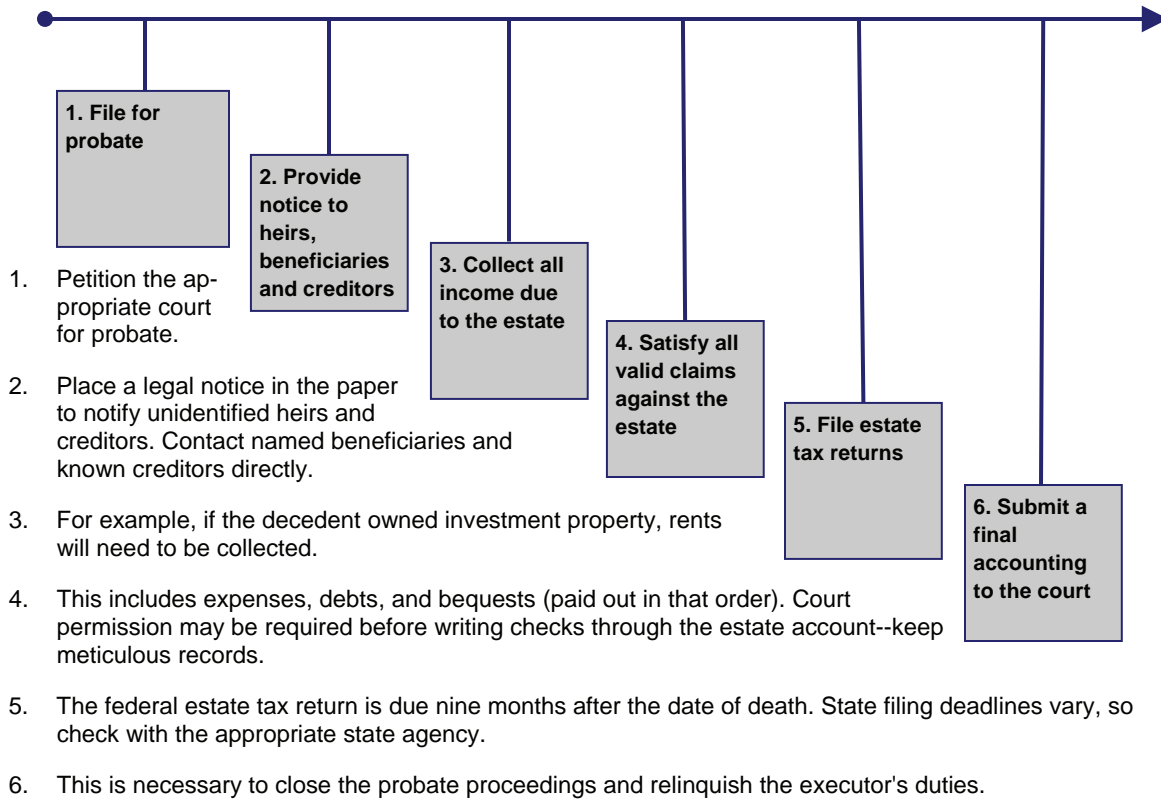 1. File for
probate
2. Provide
notice to
heirs,
beneficiaries
and creditors
3. Collect all
income due
to the estate
4. Satisfy all
valid claims
against the
estate
5. File estate
tax returns
6. Submit a
final
accounting
to the court
1. Petition the ap-
propriate court
for probate.
2. Place a legal notice in the paper
to notify unidentified heirs and
creditors. Contact named beneficiaries and
known creditors directly.
3. For example, if the decedent owned investment property, rents
will need to be collected.
4. This includes expenses, debts, and bequests (paid out in that order). Court
permission may be required before writing checks through the estate account--keep
meticulous records.
5. The federal estate tax return is due nine months after the date of death. State filing deadlines vary, so
check with the appropriate state agency.
6. This is necessary to close the probate proceedings and relinquish the executor's duties.